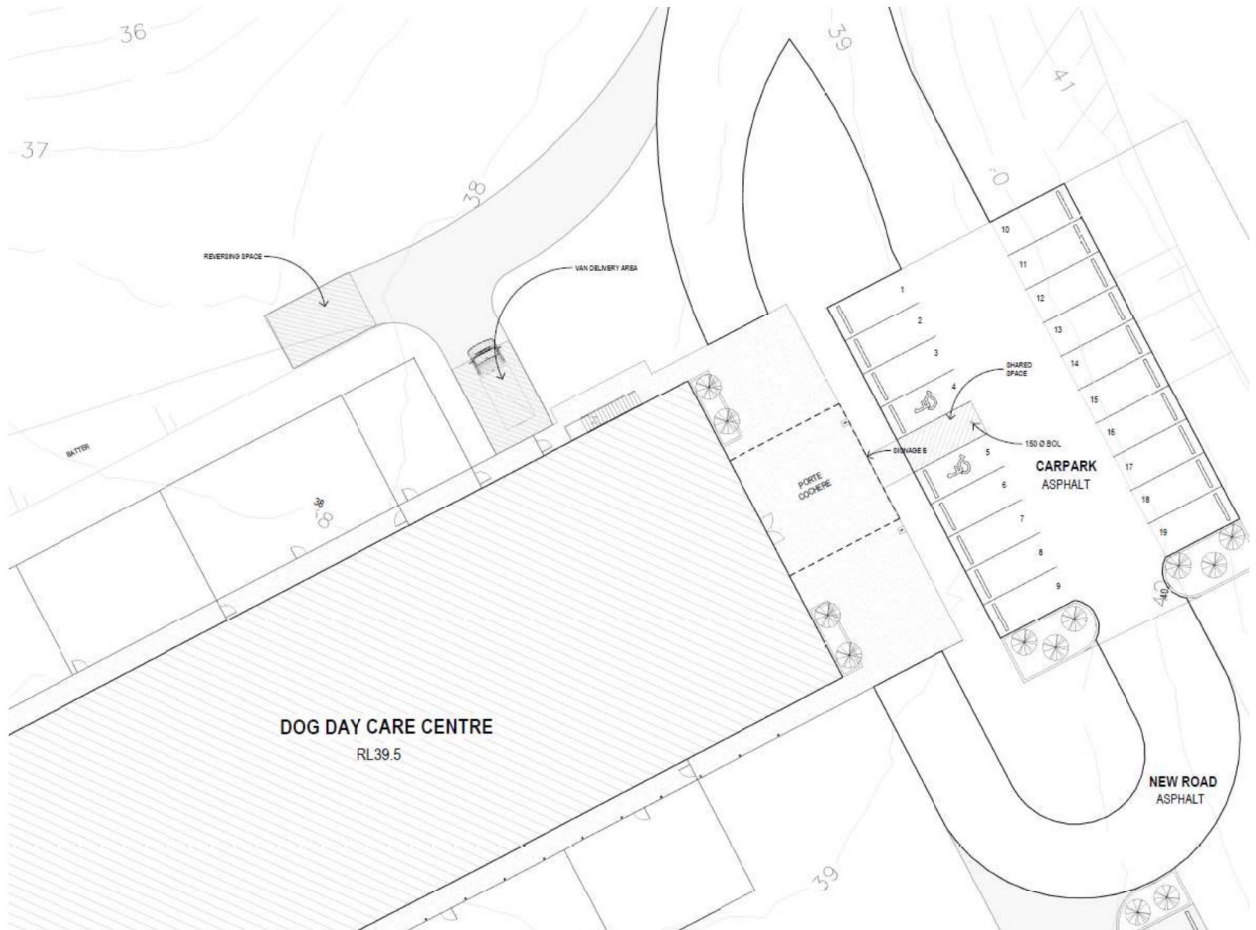 36
39
41
37
38
40
REVERSING SPACE
VAN DELIVERY AREA
10
11
12
13
14
15
16
17
18
19
1
2
3
4
5
6
7
8
9
SHARED
SPACE
150 Ø BOL
SIGNAGE B
CARPARK
ASPHALT
PORTE
COCHERE
BATTER
38
DOG DAY CARE CENTRE
RL39.5
40
NEW ROAD
ASPHALT
39